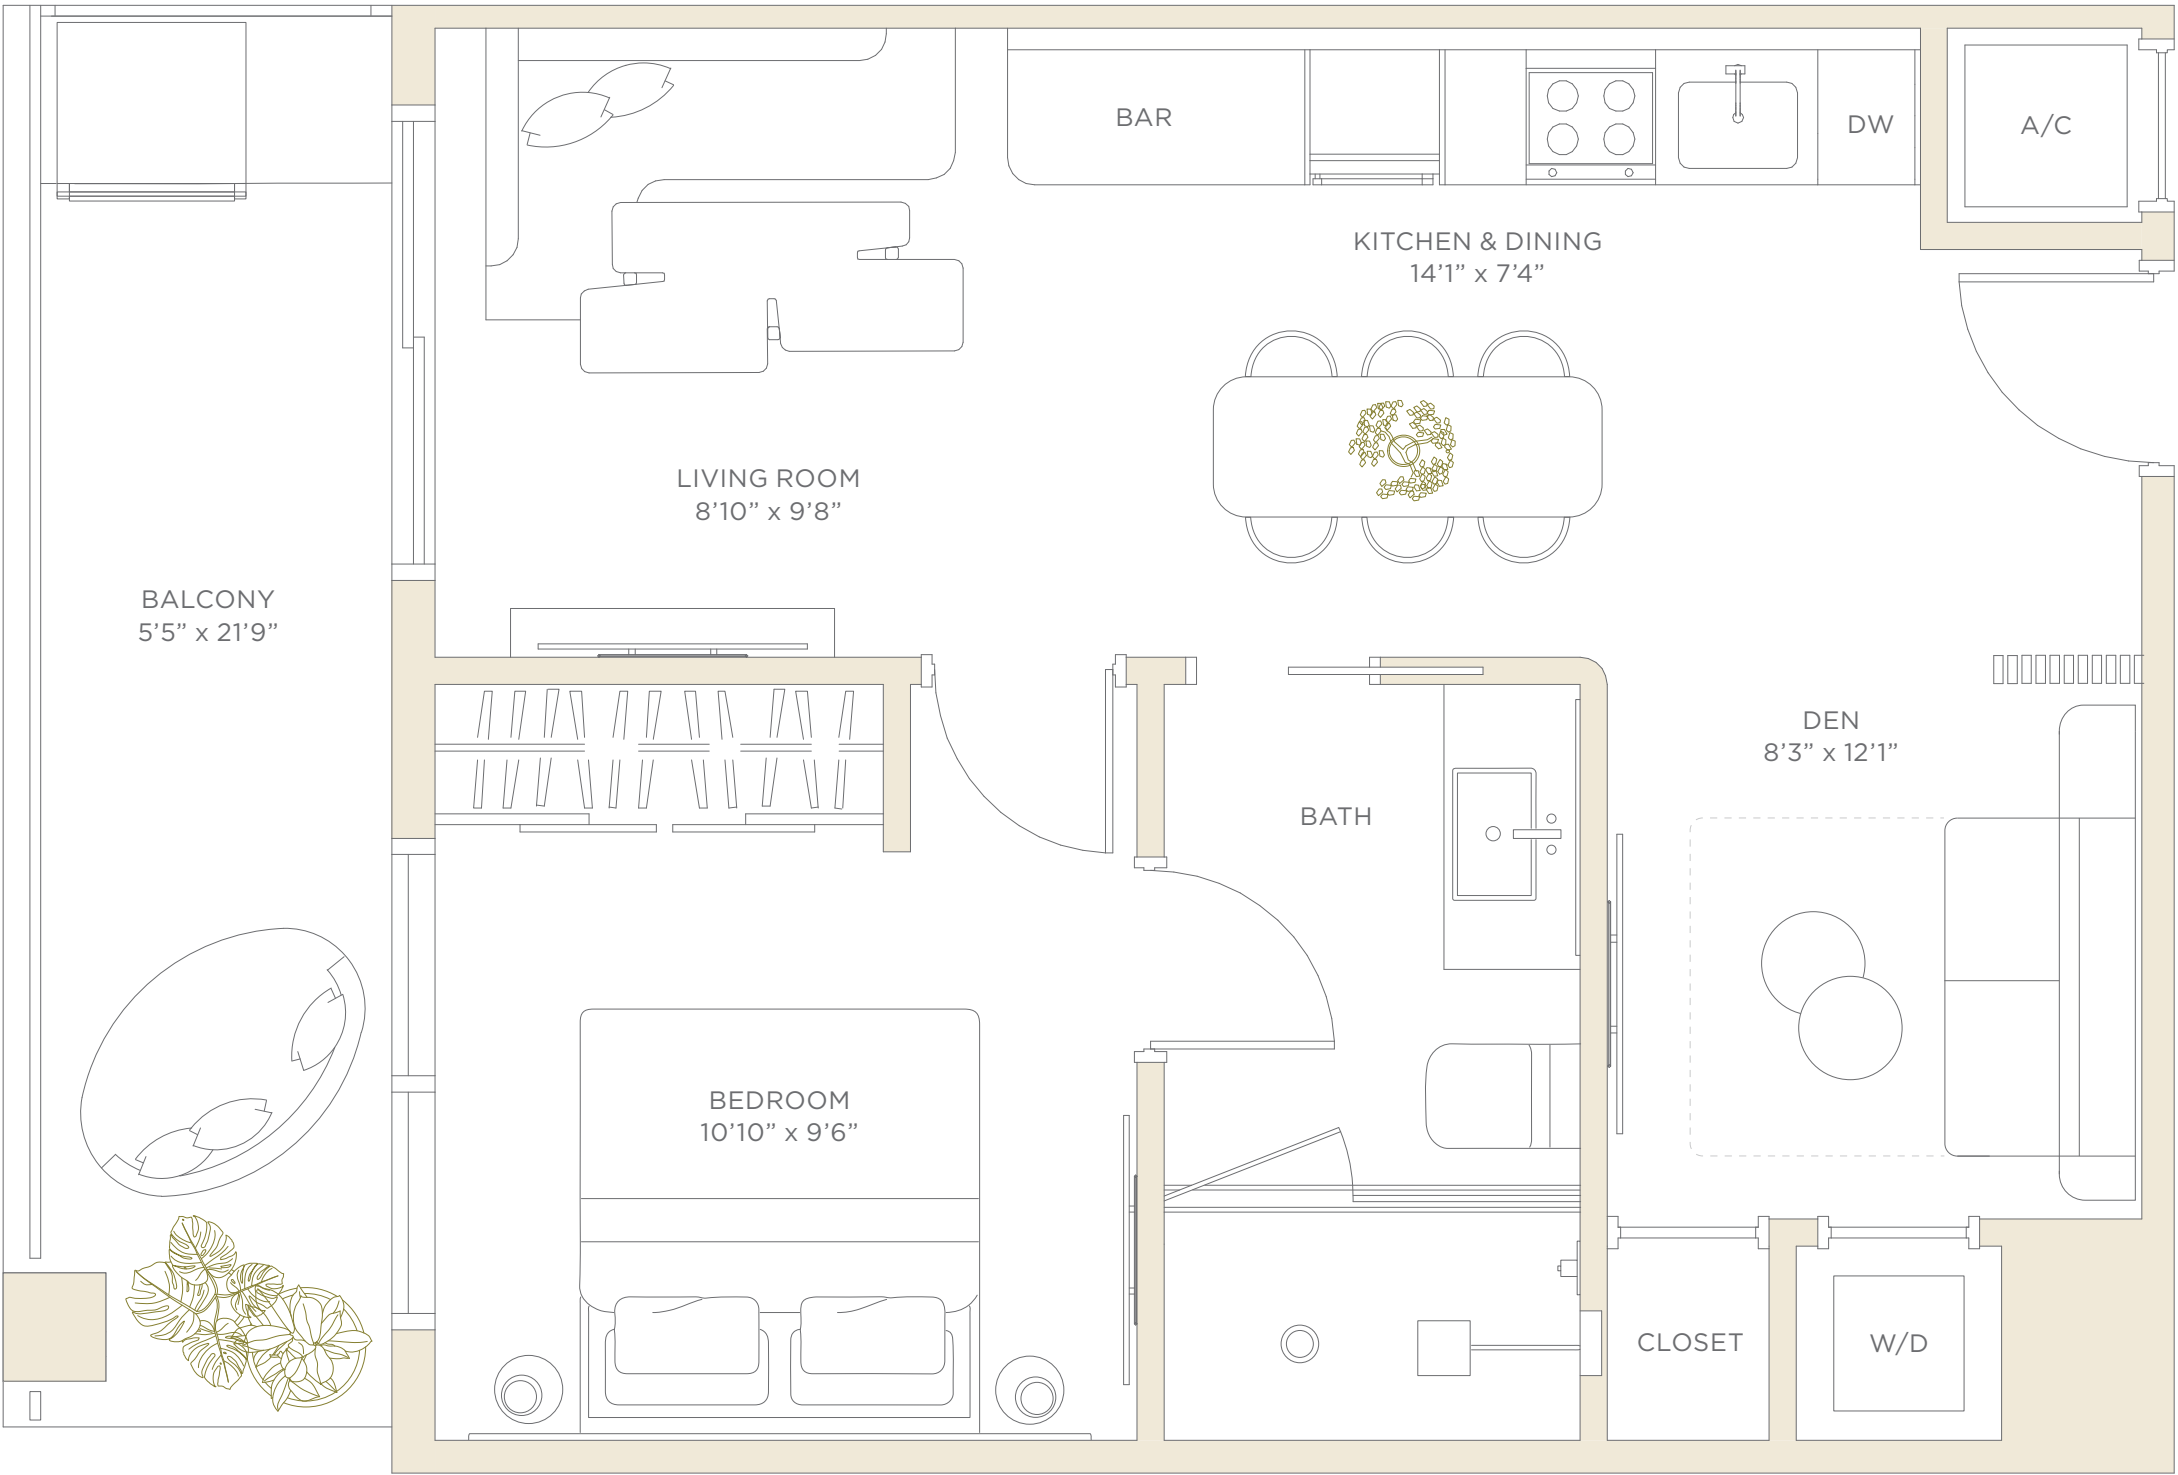 BAR
DW
A/C
KITCHEN & DINING
14’1” x 7’4”
LIVING ROOM
8’10” x 9’8”
BALCONY
5’5” x 21’9”
DEN
8’3” x 12’1”
BATH
BEDROOM
10’10” x 9’6”
CLOSET
W/D